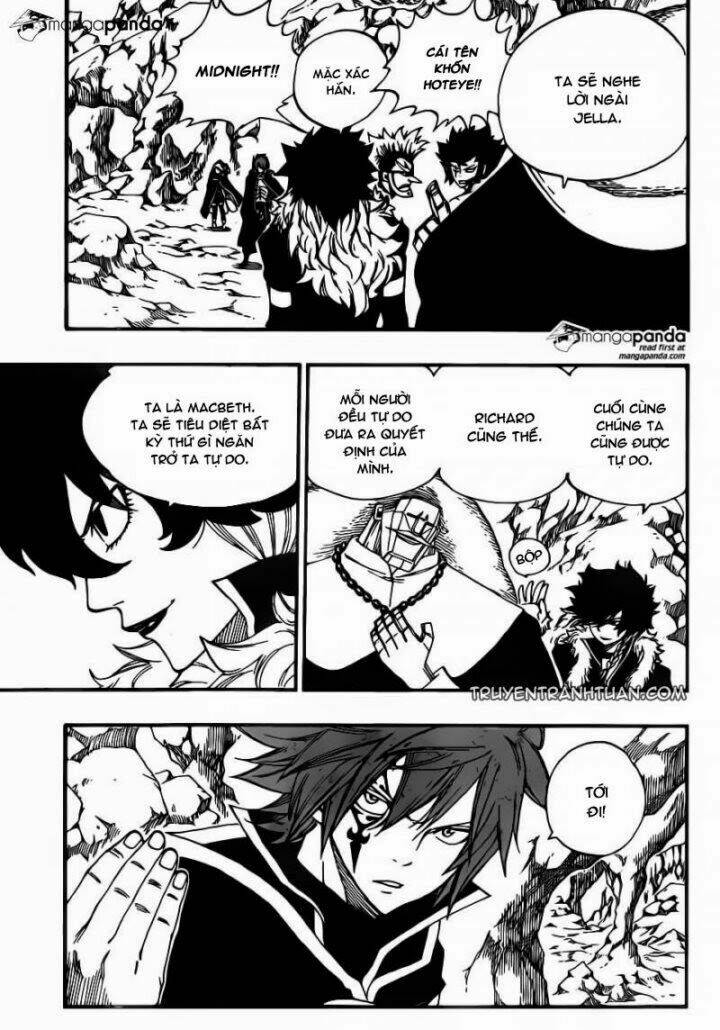 mangapanda
TA SẼ NGHE
LỜI NGÀI
JELLA.
CÁI TÊN
KHỐN
HOTEYE!!
MẶC XÁC
HẮN.
MIDNIGHT!!
mangapanda
read first at
mangapanda.com
CUỐI CÙNG
CHÚNG TA
CŨNG ĐƯỢC
TỰ DO.
RICHARD
CŨNG THẾ.
MỖI NGƯỜI
ĐỀU TỰ DO
ĐƯA RA QUYẾT
ĐỊNH CỦA
MÌNH.
BỘP
TRUYENTRANHTUAN.COM
TA LÀ MACBETH.
TA SẼ TIÊU DIỆT BẤT
KỲ THỨ GÌ NGĂN
TRỞ TA TỰ DO.
TỚI
ĐI!